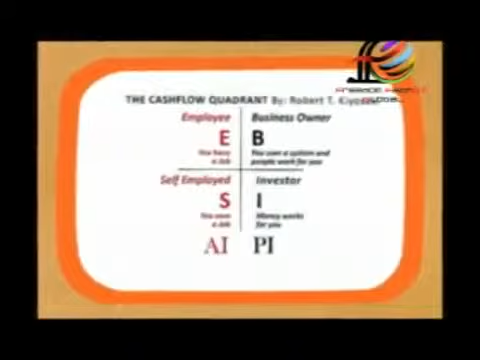 THE CASHFLOW QUADRANT By: Robert T. Kiyosaki
Employee
E
You have
a Job
Business Owner
B
You own a system and
people work for you
Self Employed
S
You own
a Job
Investor
I
Money works
for you
AI PI